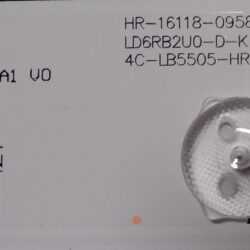 HR-16118-0958
LD6RB2U0-D-K
4C-LB5505-HR
A1 V0